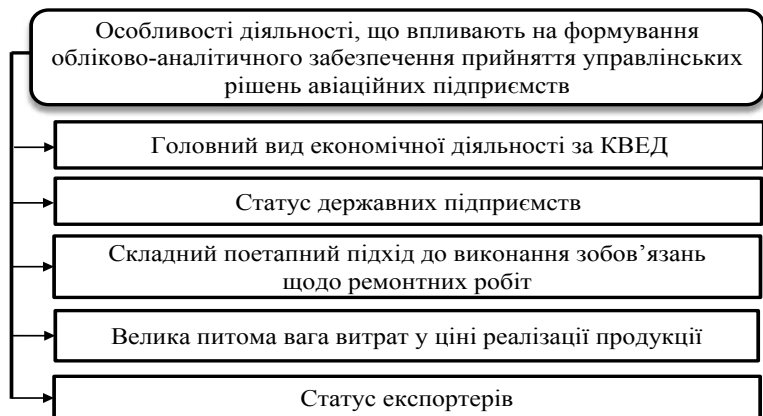 Особливості діяльності, що впливають на формування
обліково-аналітичного забезпечення прийняття управлінських
рішень авіаційних підприємств
Головний вид економічної діяльності за КВЕД
Статус державних підприємств
Складний поетапний підхід до виконання зобов’язань
щодо ремонтних робіт
Велика питома вага витрат у ціні реалізації продукції
Статус експортерів